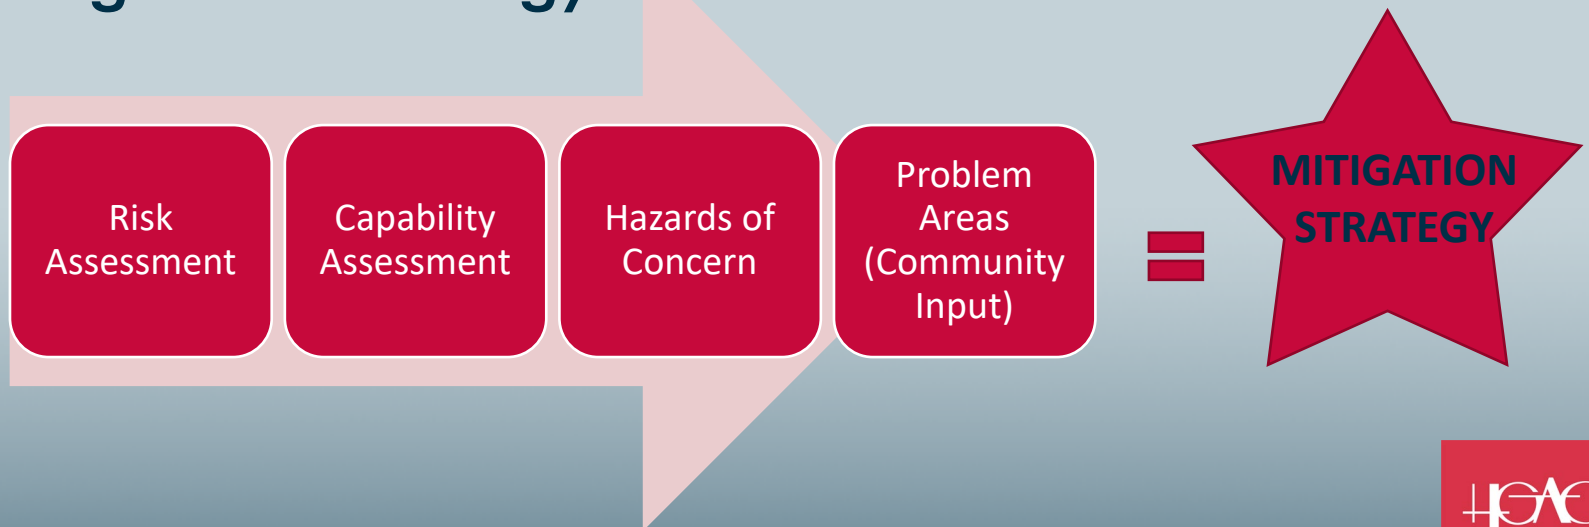 Risk
Assessment
Capability
Assessment
Hazards of
Concern
Problem
Areas
(Community
Input)
=
MITIGATION
STRATEGY